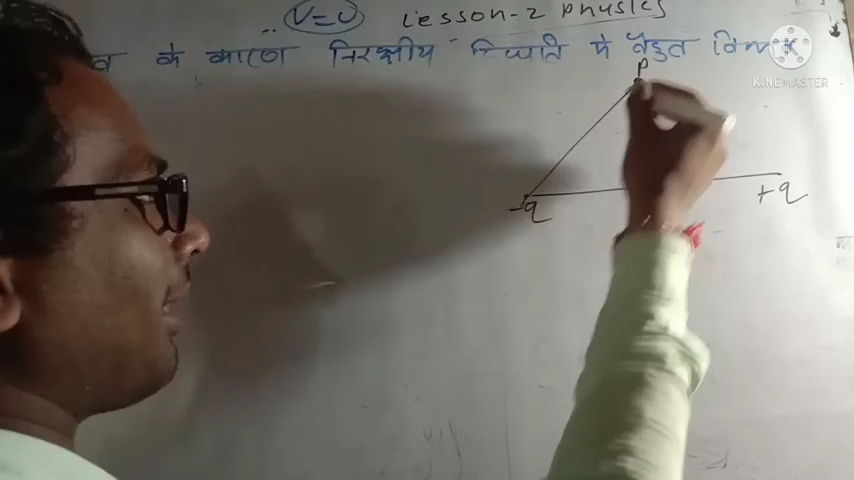 V=0 Lesson-2 Physics
के कारण निरक्षीय स्थिति में वैद्युत विभव
P
KINEMASTER
-q +q